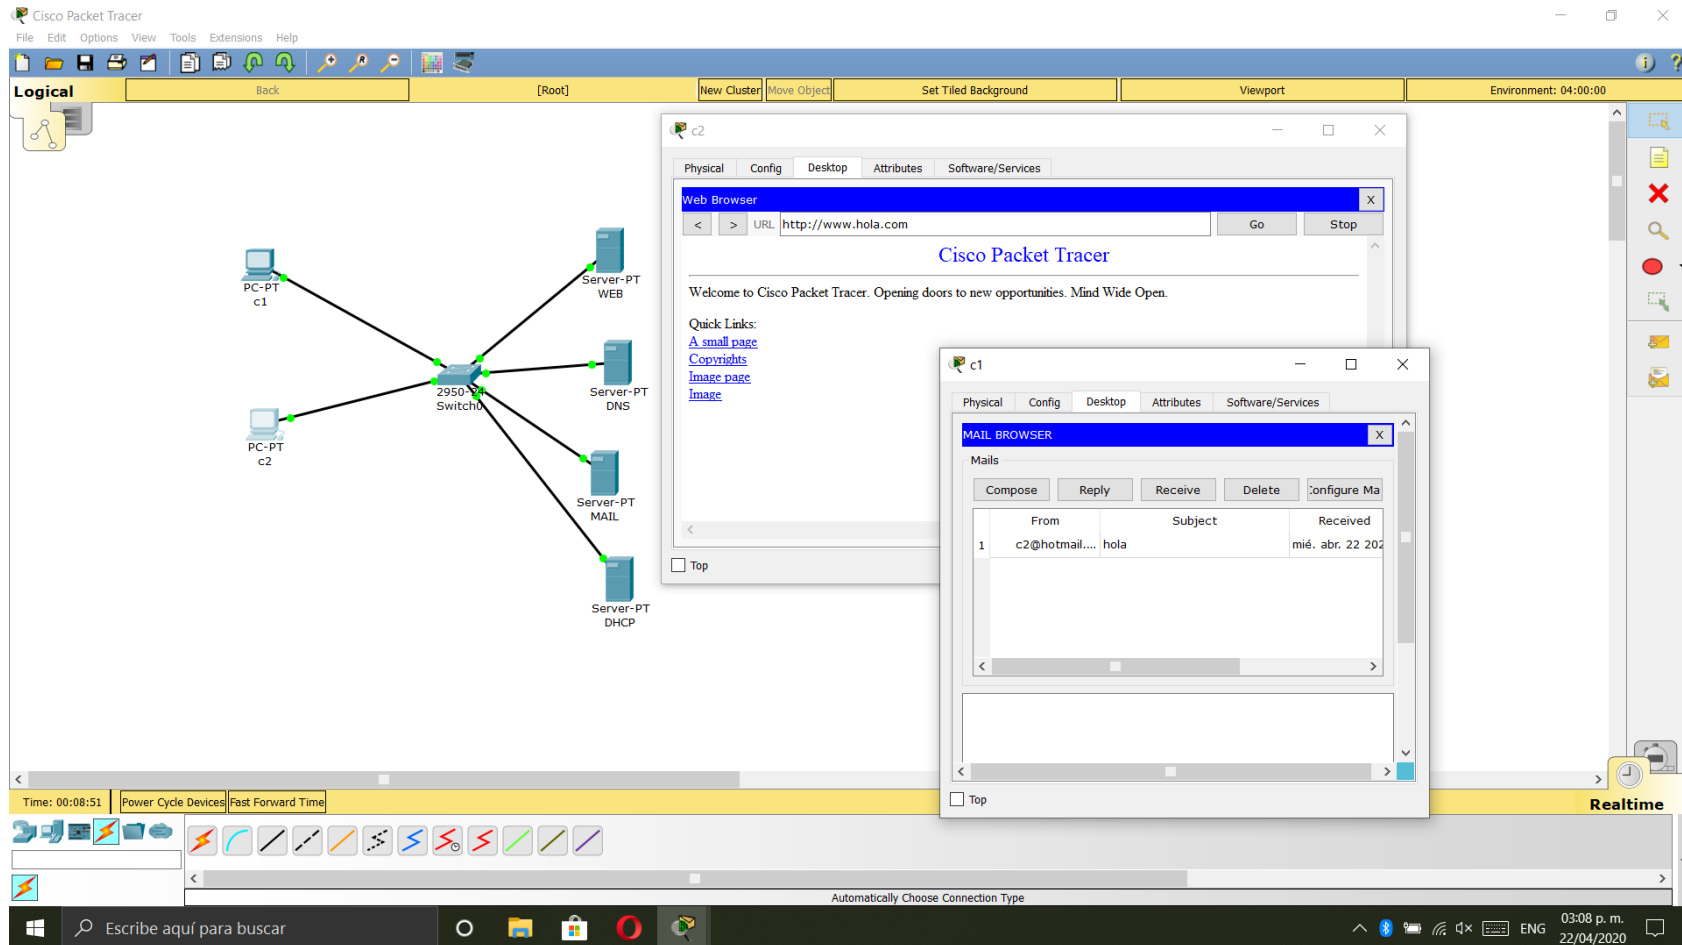 Cisco Packet Tracer
File Edit Options View Tools Extensions Help
Logical Back [Root] New Cluster Move Object Set Tiled Background Viewport Environment: 04:00:00
c2
Physical Config Desktop Attributes Software/Services
Web Browser X
< > URL http://www.hola.com Go Stop
Cisco Packet Tracer
Welcome to Cisco Packet Tracer. Opening doors to new opportunities. Mind Wide Open.
Quick Links:
A small page
Copyrights
Image page
Image
Top
PC-PT
c1
Server-PT
WEB
2950-24
Switch0
Server-PT
DNS
PC-PT
c2
Server-PT
MAIL
Server-PT
DHCP
c1
Physical Config Desktop Attributes Software/Services
MAIL BROWSER X
Mails
Compose Reply Receive Delete Configure Ma
From Subject Received
1 c2@hotmail.... hola mié. abr. 22 202
Top
Time: 00:08:51 Power Cycle Devices Fast Forward Time
Realtime
Automatically Choose Connection Type
Escribe aquí para buscar
ENG
03:08 p. m.
22/04/2020